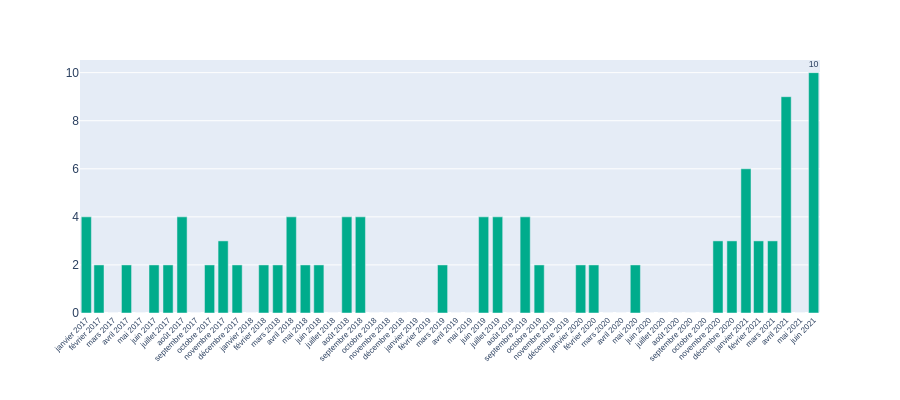 10
10
8
6
4
2
0
janvier 2017
février 2017
mars 2017
avril 2017
mai 2017
juin 2017
juillet 2017
août 2017
septembre 2017
octobre 2017
novembre 2017
décembre 2017
janvier 2018
février 2018
mars 2018
avril 2018
mai 2018
juin 2018
juillet 2018
août 2018
septembre 2018
octobre 2018
novembre 2018
décembre 2018
janvier 2019
février 2019
mars 2019
avril 2019
mai 2019
juin 2019
juillet 2019
août 2019
septembre 2019
octobre 2019
novembre 2019
décembre 2019
janvier 2020
février 2020
mars 2020
avril 2020
mai 2020
juin 2020
juillet 2020
août 2020
septembre 2020
octobre 2020
novembre 2020
décembre 2020
janvier 2021
février 2021
mars 2021
avril 2021
mai 2021
juin 2021